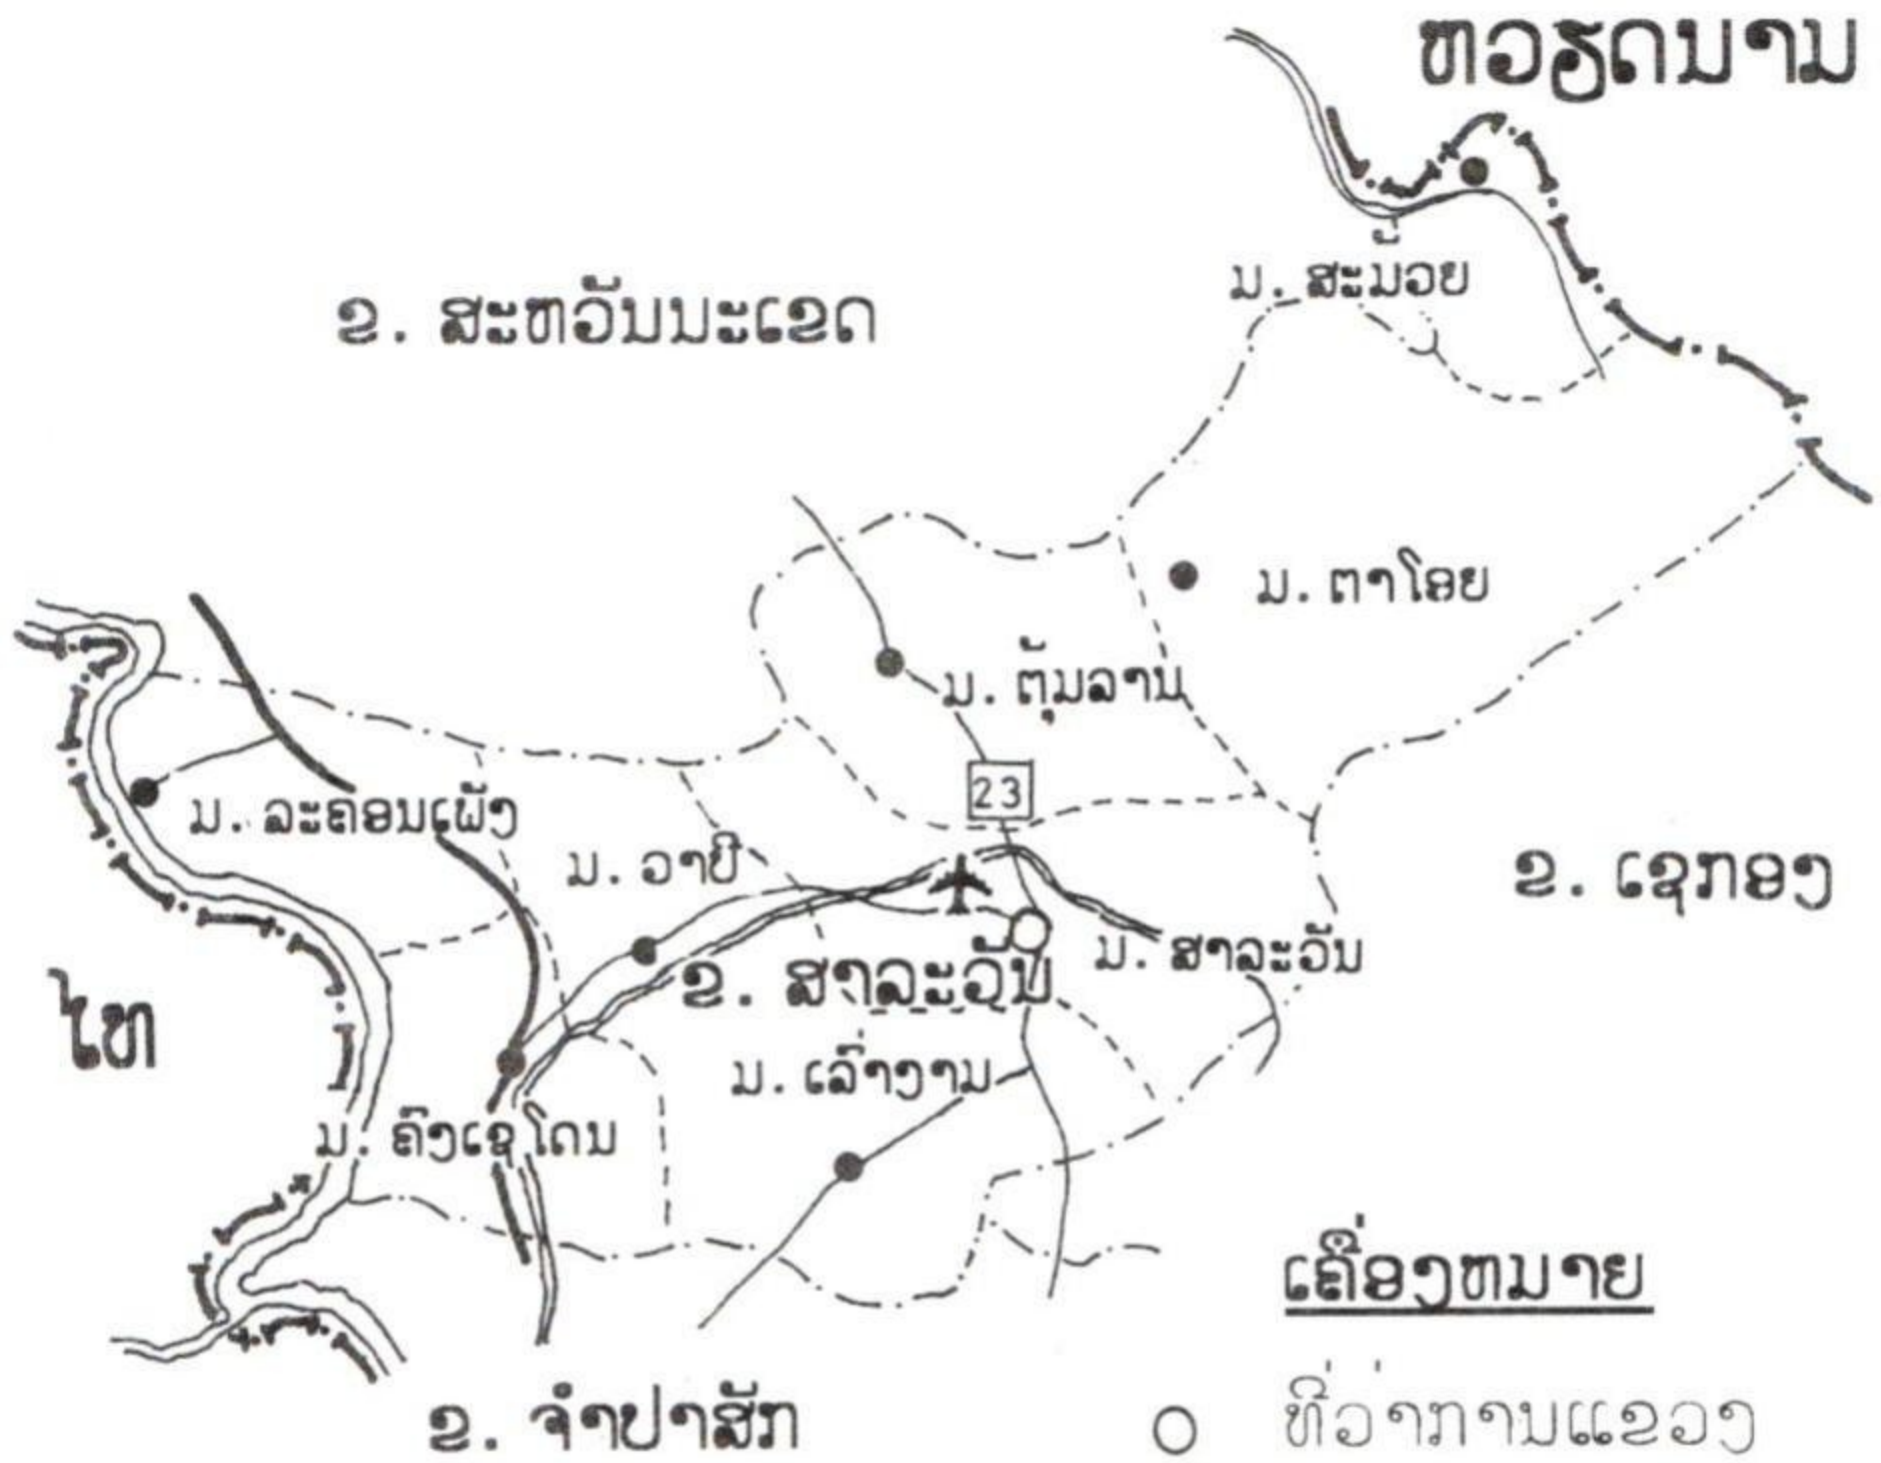 ຫວຽດນາມ
ມ. ສະມ້ວຍ
ຂ. ສະຫວັນນະເຂດ
ມ. ຕາໂອຍ
ມ. ຕຸ້ມລານ
23
ມ. ລະຄອນເພັງ
ມ. ວາປີ
ຂ. ເຊກອງ
ມ. ສາລະວັນ
ຂ. ສາລະວັນ
ໄທ
ມ. ເລົ່າງາມ
ມ. ຄົງເຊໂດນ
ເຄື່ອງຫມາຍ
ຂ. ຈຳປາສັກ
ທີ່ວ່າການແຂວງ